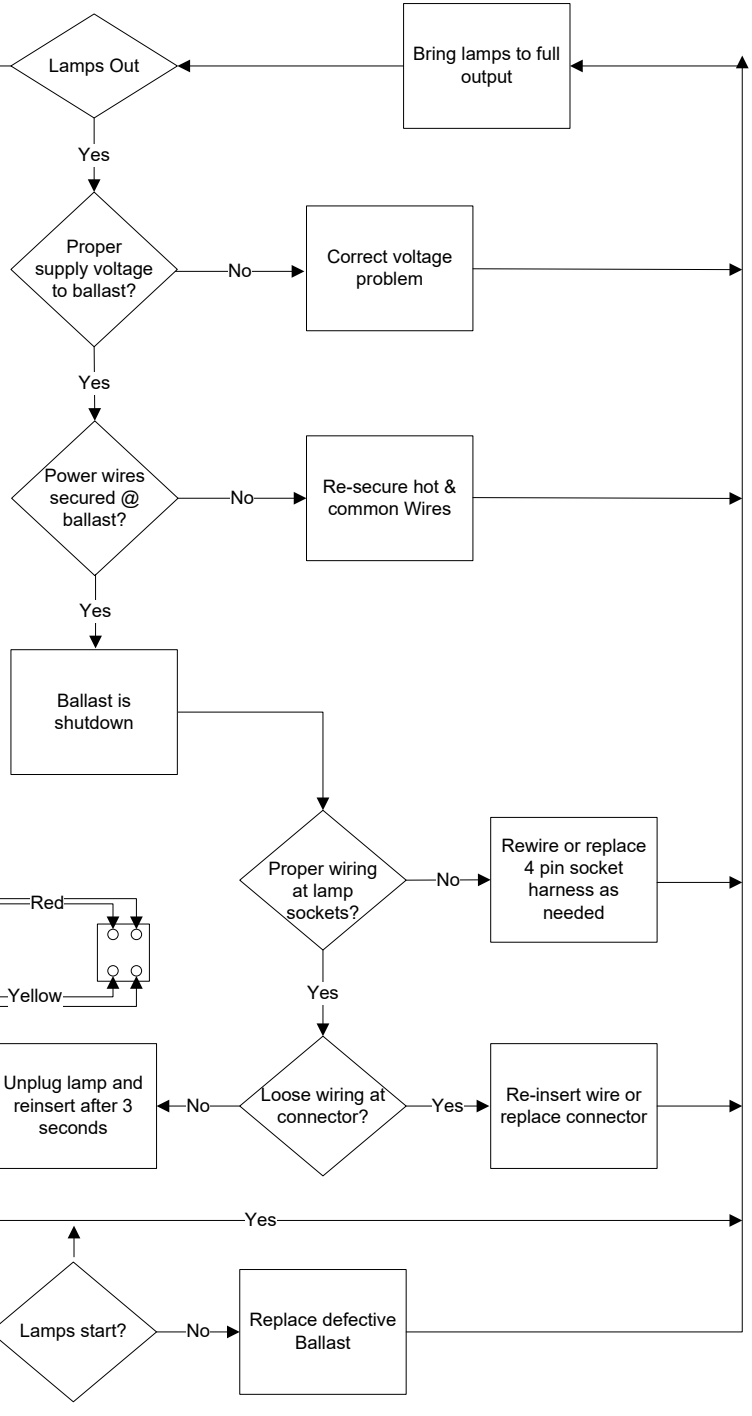 Lamps Out
Bring lamps to full
output
Yes
Proper
supply voltage
to ballast?
No
Correct voltage
problem
Yes
Power wires
secured @
ballast?
No
Re-secure hot &
common Wires
Yes
Ballast is
shutdown
Proper wiring
at lamp
sockets?
No
Rewire or replace
4 pin socket
harness as
needed
Red
Yellow
Yes
Unplug lamp and
reinsert after 3
seconds
No
Loose wiring at
connector?
Yes
Re-insert wire or
replace connector
Yes
Lamps start?
No
Replace defective
Ballast